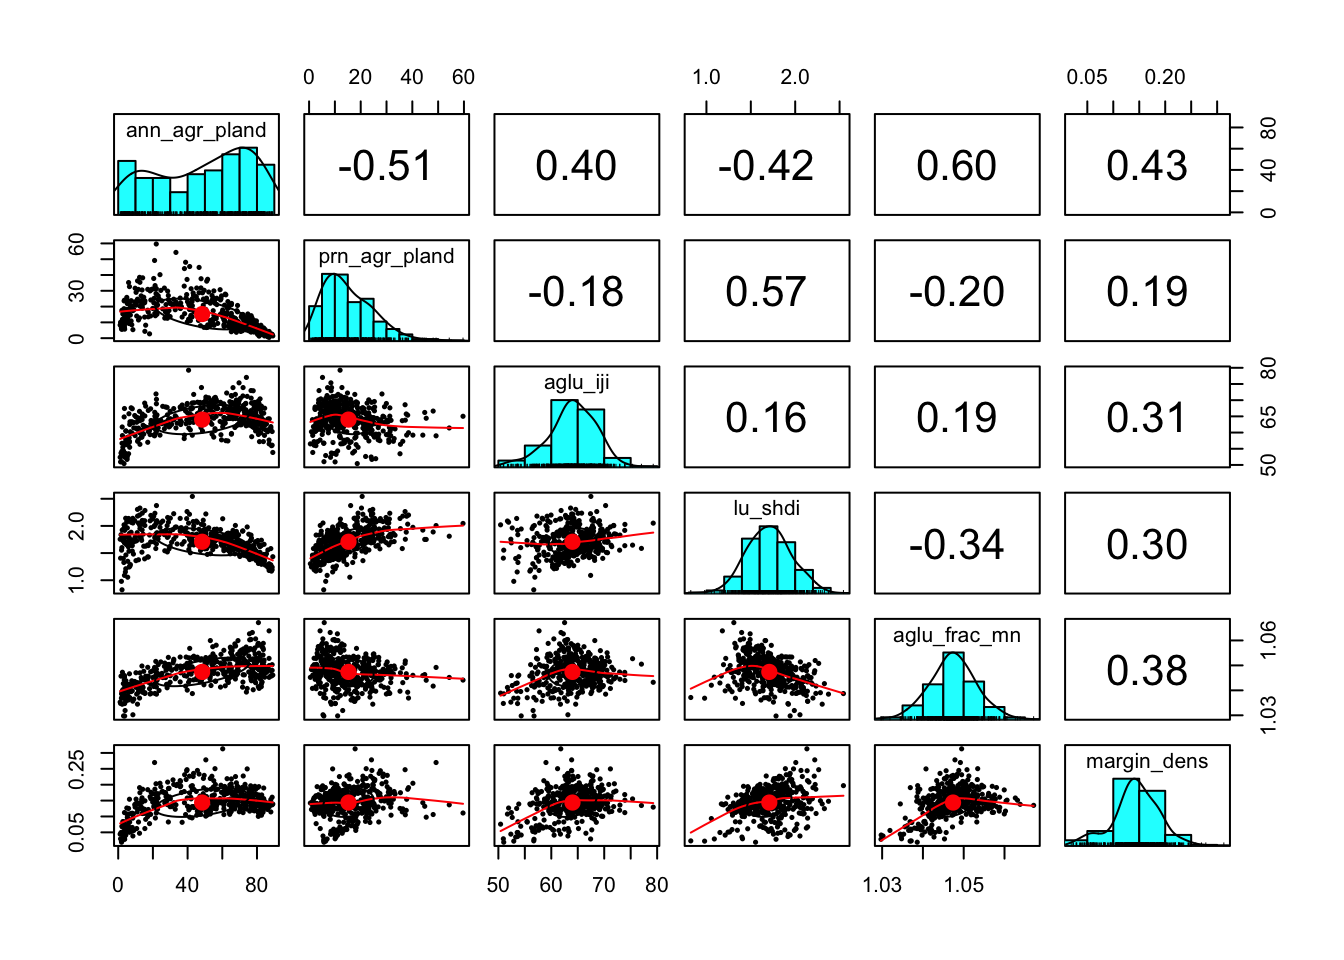 0 20 40 60 1.0 2.0 0.05 0.20
ann_agr_pland -0.51 0.40 -0.42 0.60 0.43 0 40 80
0 30 60 prn_agr_pland -0.18 0.57 -0.20 0.19
aglu_iji 0.16 0.19 0.31 50 65 80
1.0 2.0 lu_shdi -0.34 0.30
aglu_frac_mn 0.38 1.03 1.06
0.05 0.25 margin_dens
0 40 80 50 60 70 80 1.03 1.05